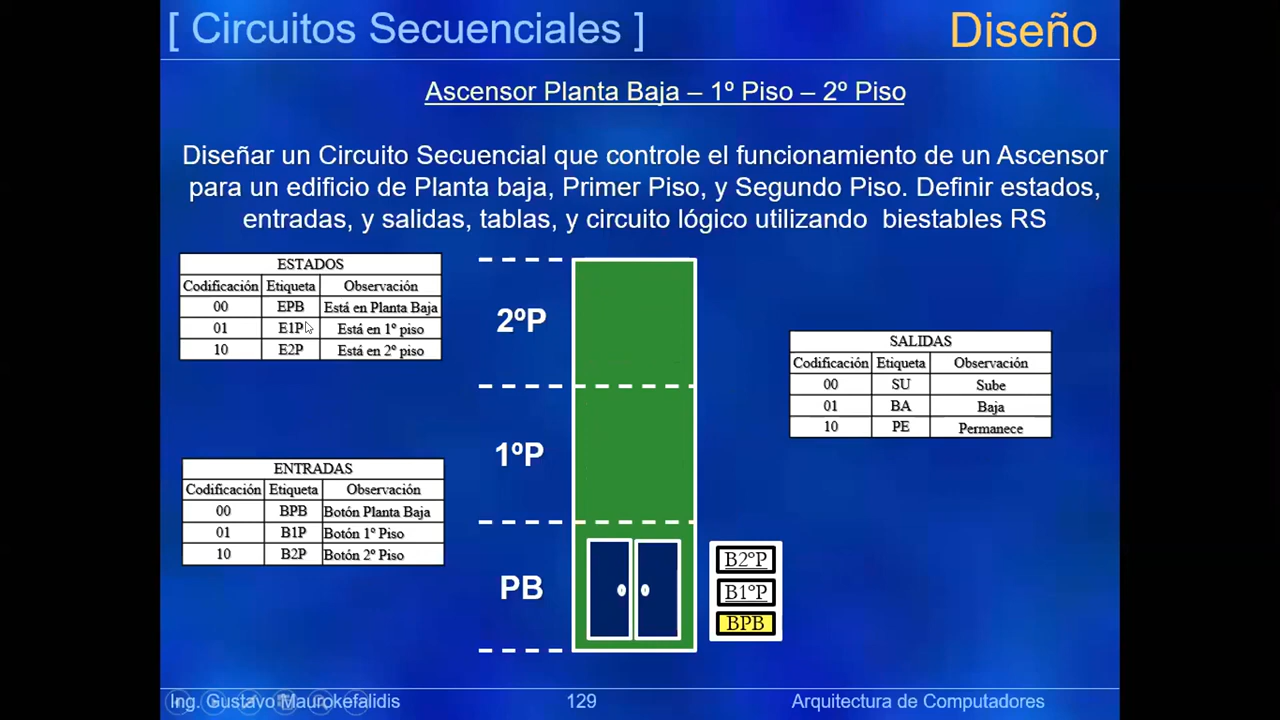 [ Circuitos Secuenciales ]
Diseño
Ascensor Planta Baja – 1º Piso – 2º Piso
Diseñar un Circuito Secuencial que controle el funcionamiento de un Ascensor
para un edificio de Planta baja, Primer Piso, y Segundo Piso. Definir estados,
entradas, y salidas, tablas, y circuito lógico utilizando biestables RS
ESTADOS
Codificación Etiqueta Observación
00 EPB Está en Planta Baja
01 E1P Está en 1º piso
10 E2P Está en 2º piso
ENTRADAS
Codificación Etiqueta Observación
00 BPB Botón Planta Baja
01 B1P Botón 1º Piso
10 B2P Botón 2º Piso
2ºP
1ºP
PB
B2ºP
B1ºP
BPB
SALIDAS
Codificación Etiqueta Observación
00 SU Sube
01 BA Baja
10 PE Permanece
Ing. Gustavo Maurokefalidis
129
Arquitectura de Computadores